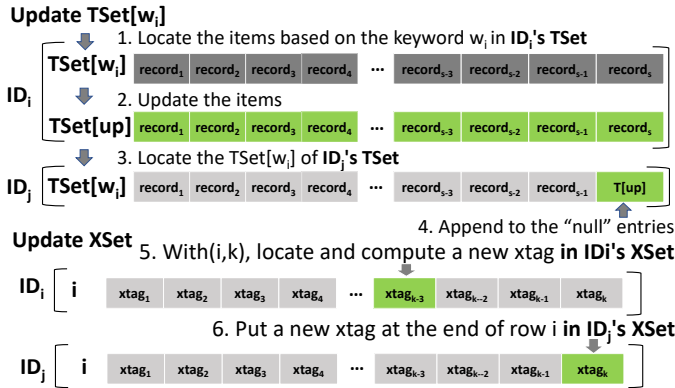 Update TSet[wᵢ]
1. Locate the items based on the keyword wᵢ in IDᵢ's TSet
TSet[wᵢ] record₁ record₂ record₃ record₄ ... recordₛ₋₃ recordₛ₋₂ recordₛ₋₁ recordₛ
IDᵢ
2. Update the items
TSet[up] record₁ record₂ record₃ record₄ ... recordₛ₋₃ recordₛ₋₂ recordₛ₋₁ recordₛ
3. Locate the TSet[wᵢ] of IDⱼ's TSet
IDⱼ TSet[wᵢ] record₁ record₂ record₃ record₄ ... recordₛ₋₃ recordₛ₋₂ recordₛ₋₁ T[up]
4. Append to the “null” entries
Update XSet
5. With(i,k), locate and compute a new xtag in IDi's XSet
IDᵢ i xtag₁ xtag₂ xtag₃ xtag₄ ... xtagₖ₋₃ xtagₖ₋₋₂ xtagₖ₋₁ xtagₖ
6. Put a new xtag at the end of row i in IDⱼ's XSet
IDⱼ i xtag₁ xtag₂ xtag₃ xtag₄ ... xtagₖ₋₃ xtagₖ₋₋₂ xtagₖ₋₁ xtagₖ